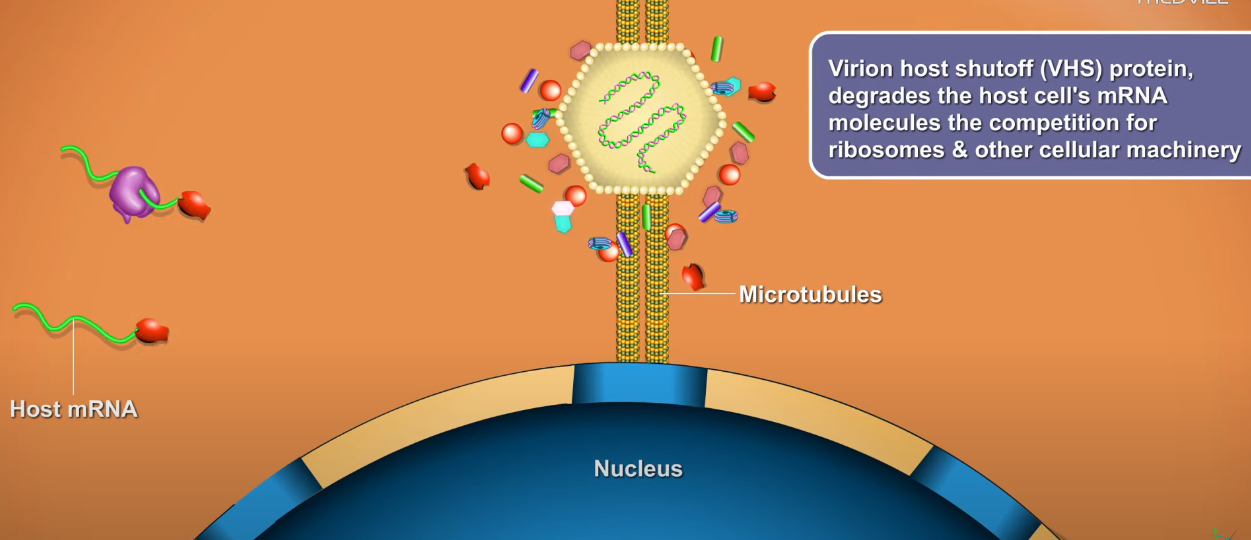 Virion host shutoff (VHS) protein,
degrades the host cell's mRNA
molecules the competition for
ribosomes & other cellular machinery
Microtubules
Host mRNA
Nucleus